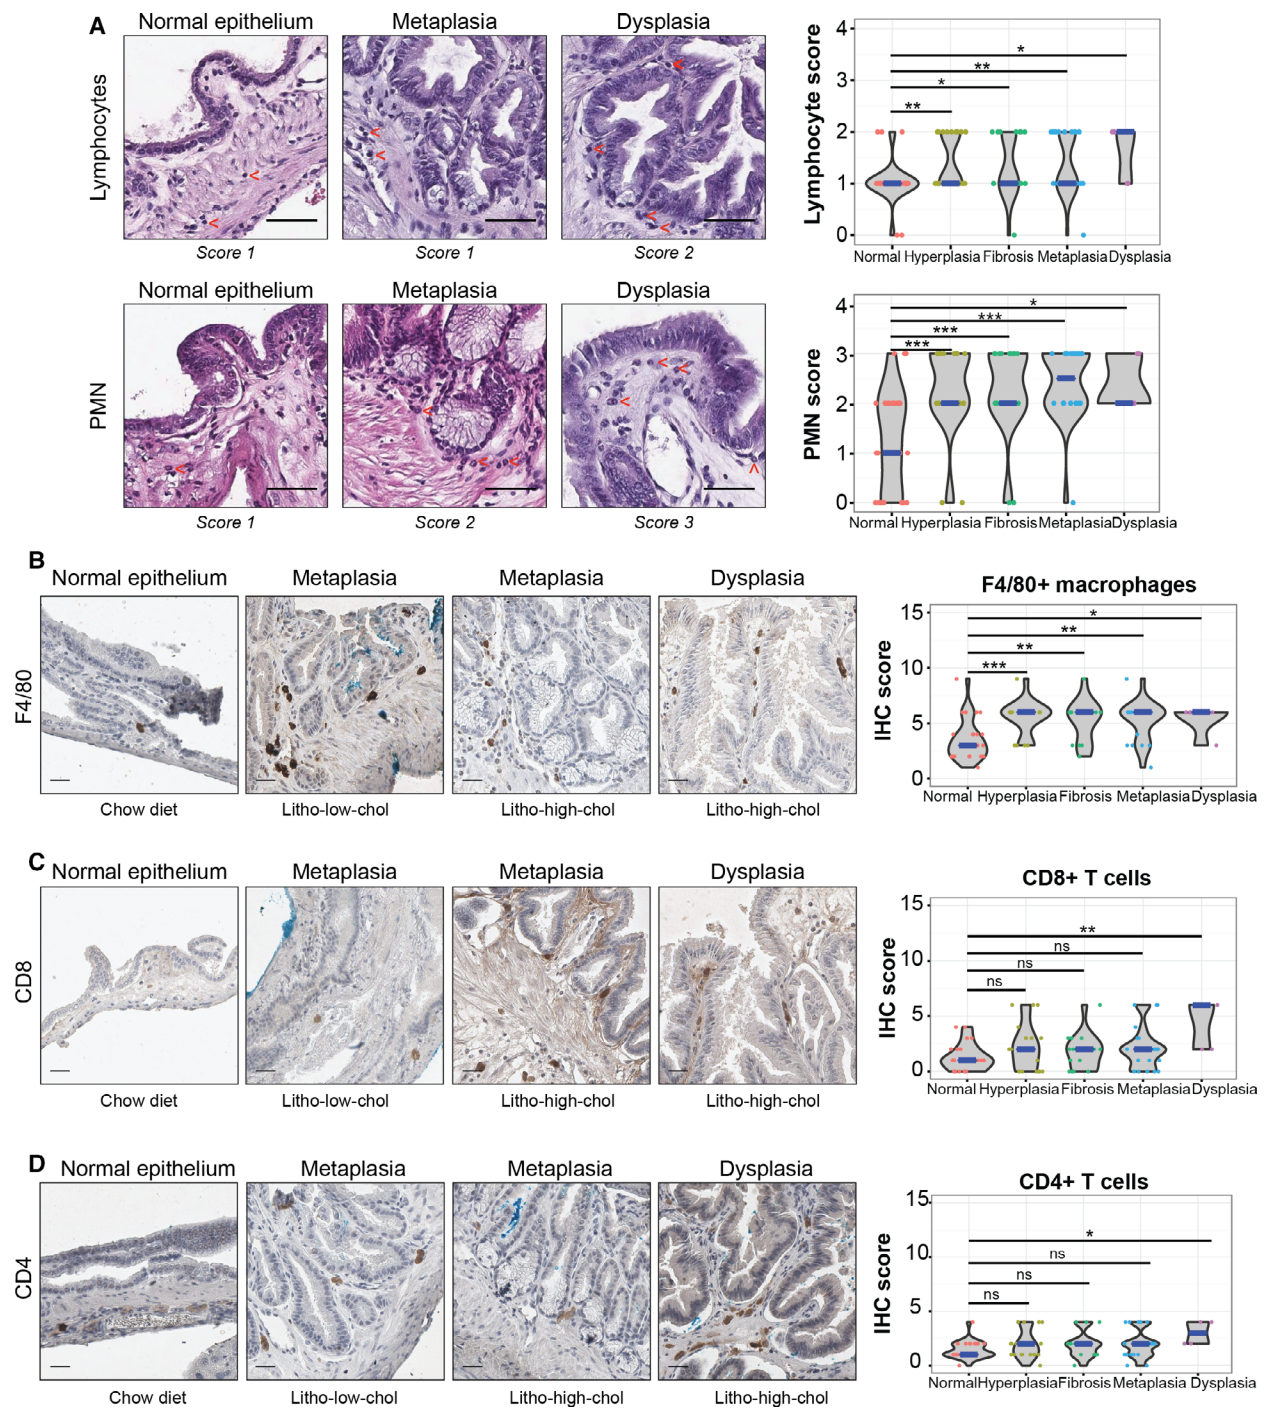 A
Normal epithelium
Metaplasia
Dysplasia
Lymphocytes
<
<
<
<
<
<
<
<
Score 1
Score 1
Score 2
Lymphocyte score
4
3
2
1
0
*
**
*
**
Normal
Hyperplasia
Fibrosis
Metaplasia
Dysplasia
Normal epithelium
Metaplasia
Dysplasia
PMN
<
<
<
<
<
<
<
^
Score 1
Score 2
Score 3
PMN score
4
3
2
1
0
*
***
***
***
Normal
Hyperplasia
Fibrosis
Metaplasia
Dysplasia
B
Normal epithelium
Metaplasia
Metaplasia
Dysplasia
F4/80
Chow diet
Litho-low-chol
Litho-high-chol
Litho-high-chol
F4/80+ macrophages
IHC score
15
10
5
0
*
**
**
***
Normal
Hyperplasia
Fibrosis
Metaplasia
Dysplasia
C
Normal epithelium
Metaplasia
Metaplasia
Dysplasia
CD8
Chow diet
Litho-low-chol
Litho-high-chol
Litho-high-chol
CD8+ T cells
IHC score
15
10
5
0
**
ns
ns
ns
Normal
Hyperplasia
Fibrosis
Metaplasia
Dysplasia
D
Normal epithelium
Metaplasia
Metaplasia
Dysplasia
CD4
Chow diet
Litho-low-chol
Litho-high-chol
Litho-high-chol
CD4+ T cells
IHC score
15
10
5
0
*
ns
ns
ns
Normal
Hyperplasia
Fibrosis
Metaplasia
Dysplasia